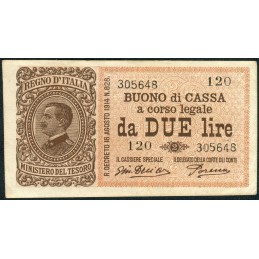 REGNO D'ITALIA
MINISTERO DEL TESORO
R. DECRETO 18 AGOSTO 1914 N. 828.
305648 120
BUONO di CASSA
a corso legale
da DUE lire
120 305648
IL CASSIERE SPECIALE IL DELEGATO DELLA CORTE DEI CONTI